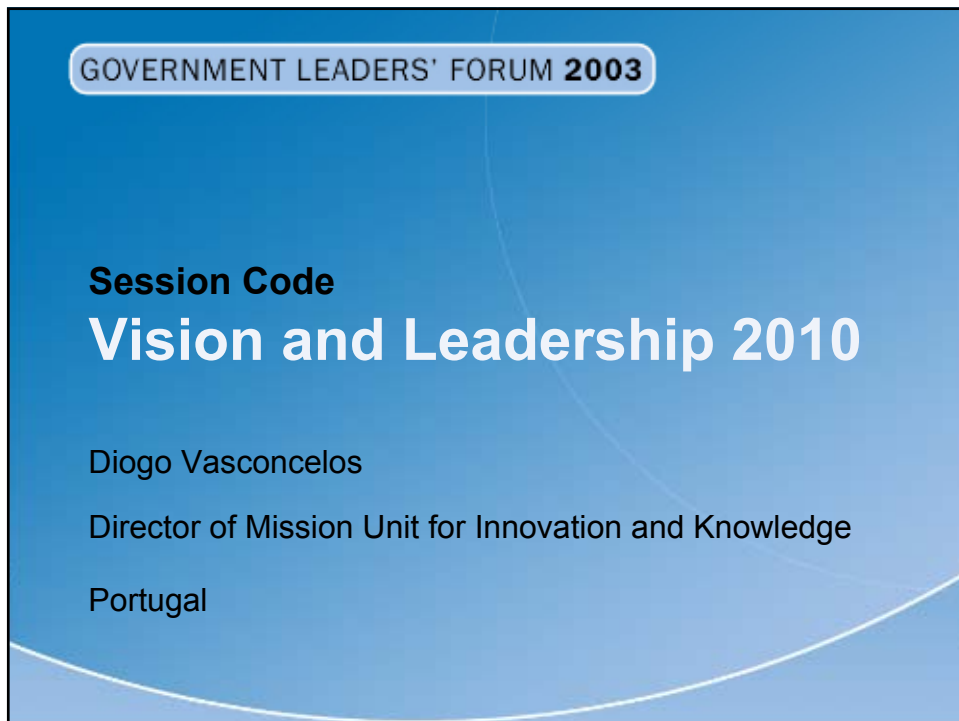 GOVERNMENT LEADERS' FORUM 2003
Session Code
Vision and Leadership 2010
Diogo Vasconcelos
Director of Mission Unit for Innovation and Knowledge
Portugal